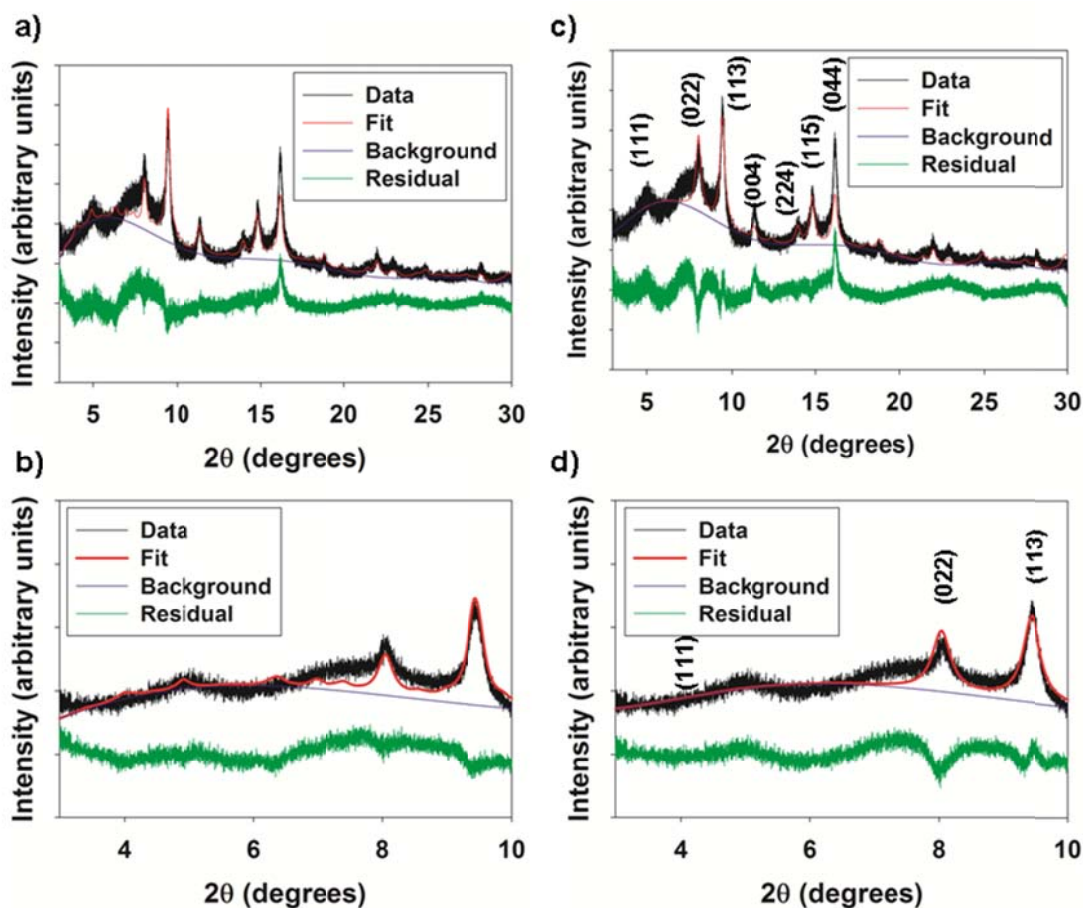 a)
Data
Fit
Background
Residual
Intensity (arbitrary units)
5 10 15 20 25 30
2θ (degrees)
c)
(111)
(022)
(113)
(004)
(224)
(115)
(044)
Data
Fit
Background
Residual
Intensity (arbitrary units)
5 10 15 20 25 30
2θ (degrees)
b)
Data
Fit
Background
Residual
Intensity (arbitrary units)
4 6 8 10
2θ (degrees)
d)
Data
Fit
Background
Residual
(111)
(022)
(113)
Intensity (arbitrary units)
4 6 8 10
2θ (degrees)